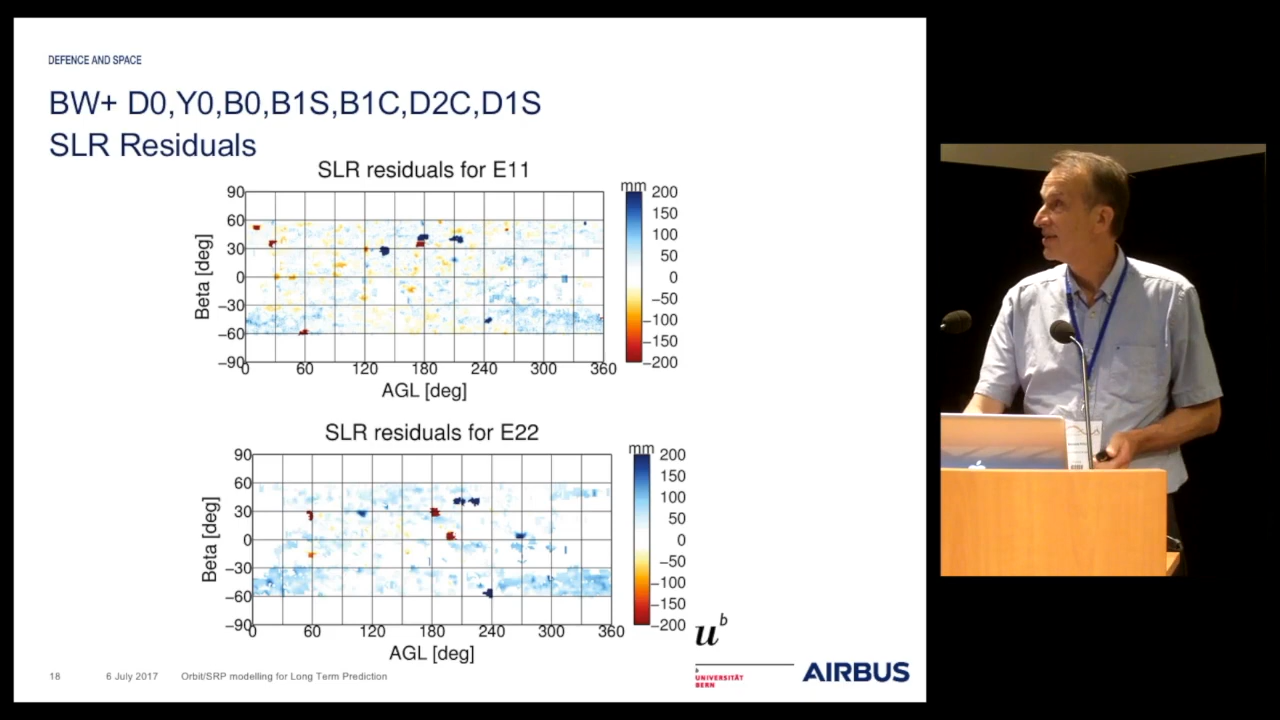 DEFENCE AND SPACE
BW+ D0,Y0,B0,B1S,B1C,D2C,D1S
SLR Residuals
SLR residuals for E11
mm
90
60
30
0
−30
−60
−90
Beta [deg]
0 60 120 180 240 300 360
AGL [deg]
200
150
100
50
0
−50
−100
−150
−200
SLR residuals for E22
mm
90
60
30
0
−30
−60
−90
Beta [deg]
0 60 120 180 240 300 360
AGL [deg]
200
150
100
50
0
−50
−100
−150
−200
u b
b
UNIVERSITÄT
BERN
AIRBUS
18 6 July 2017 Orbit/SRP modelling for Long Term Prediction